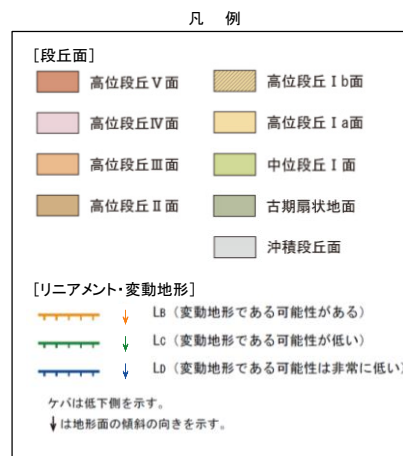 凡 例
[段丘面]
高位段丘Ⅴ面
高位段丘Ⅳ面
高位段丘Ⅲ面
高位段丘Ⅱ面
高位段丘Ⅰb面
高位段丘Ⅰa面
中位段丘Ⅰ面
古期扇状地面
沖積段丘面
[リニアメント・変動地形]
LB (変動地形である可能性がある)
LC (変動地形である可能性が低い)
LD (変動地形である可能性は非常に低い)
ケバは低下側を示す。
↓は地形面の傾斜の向きを示す。